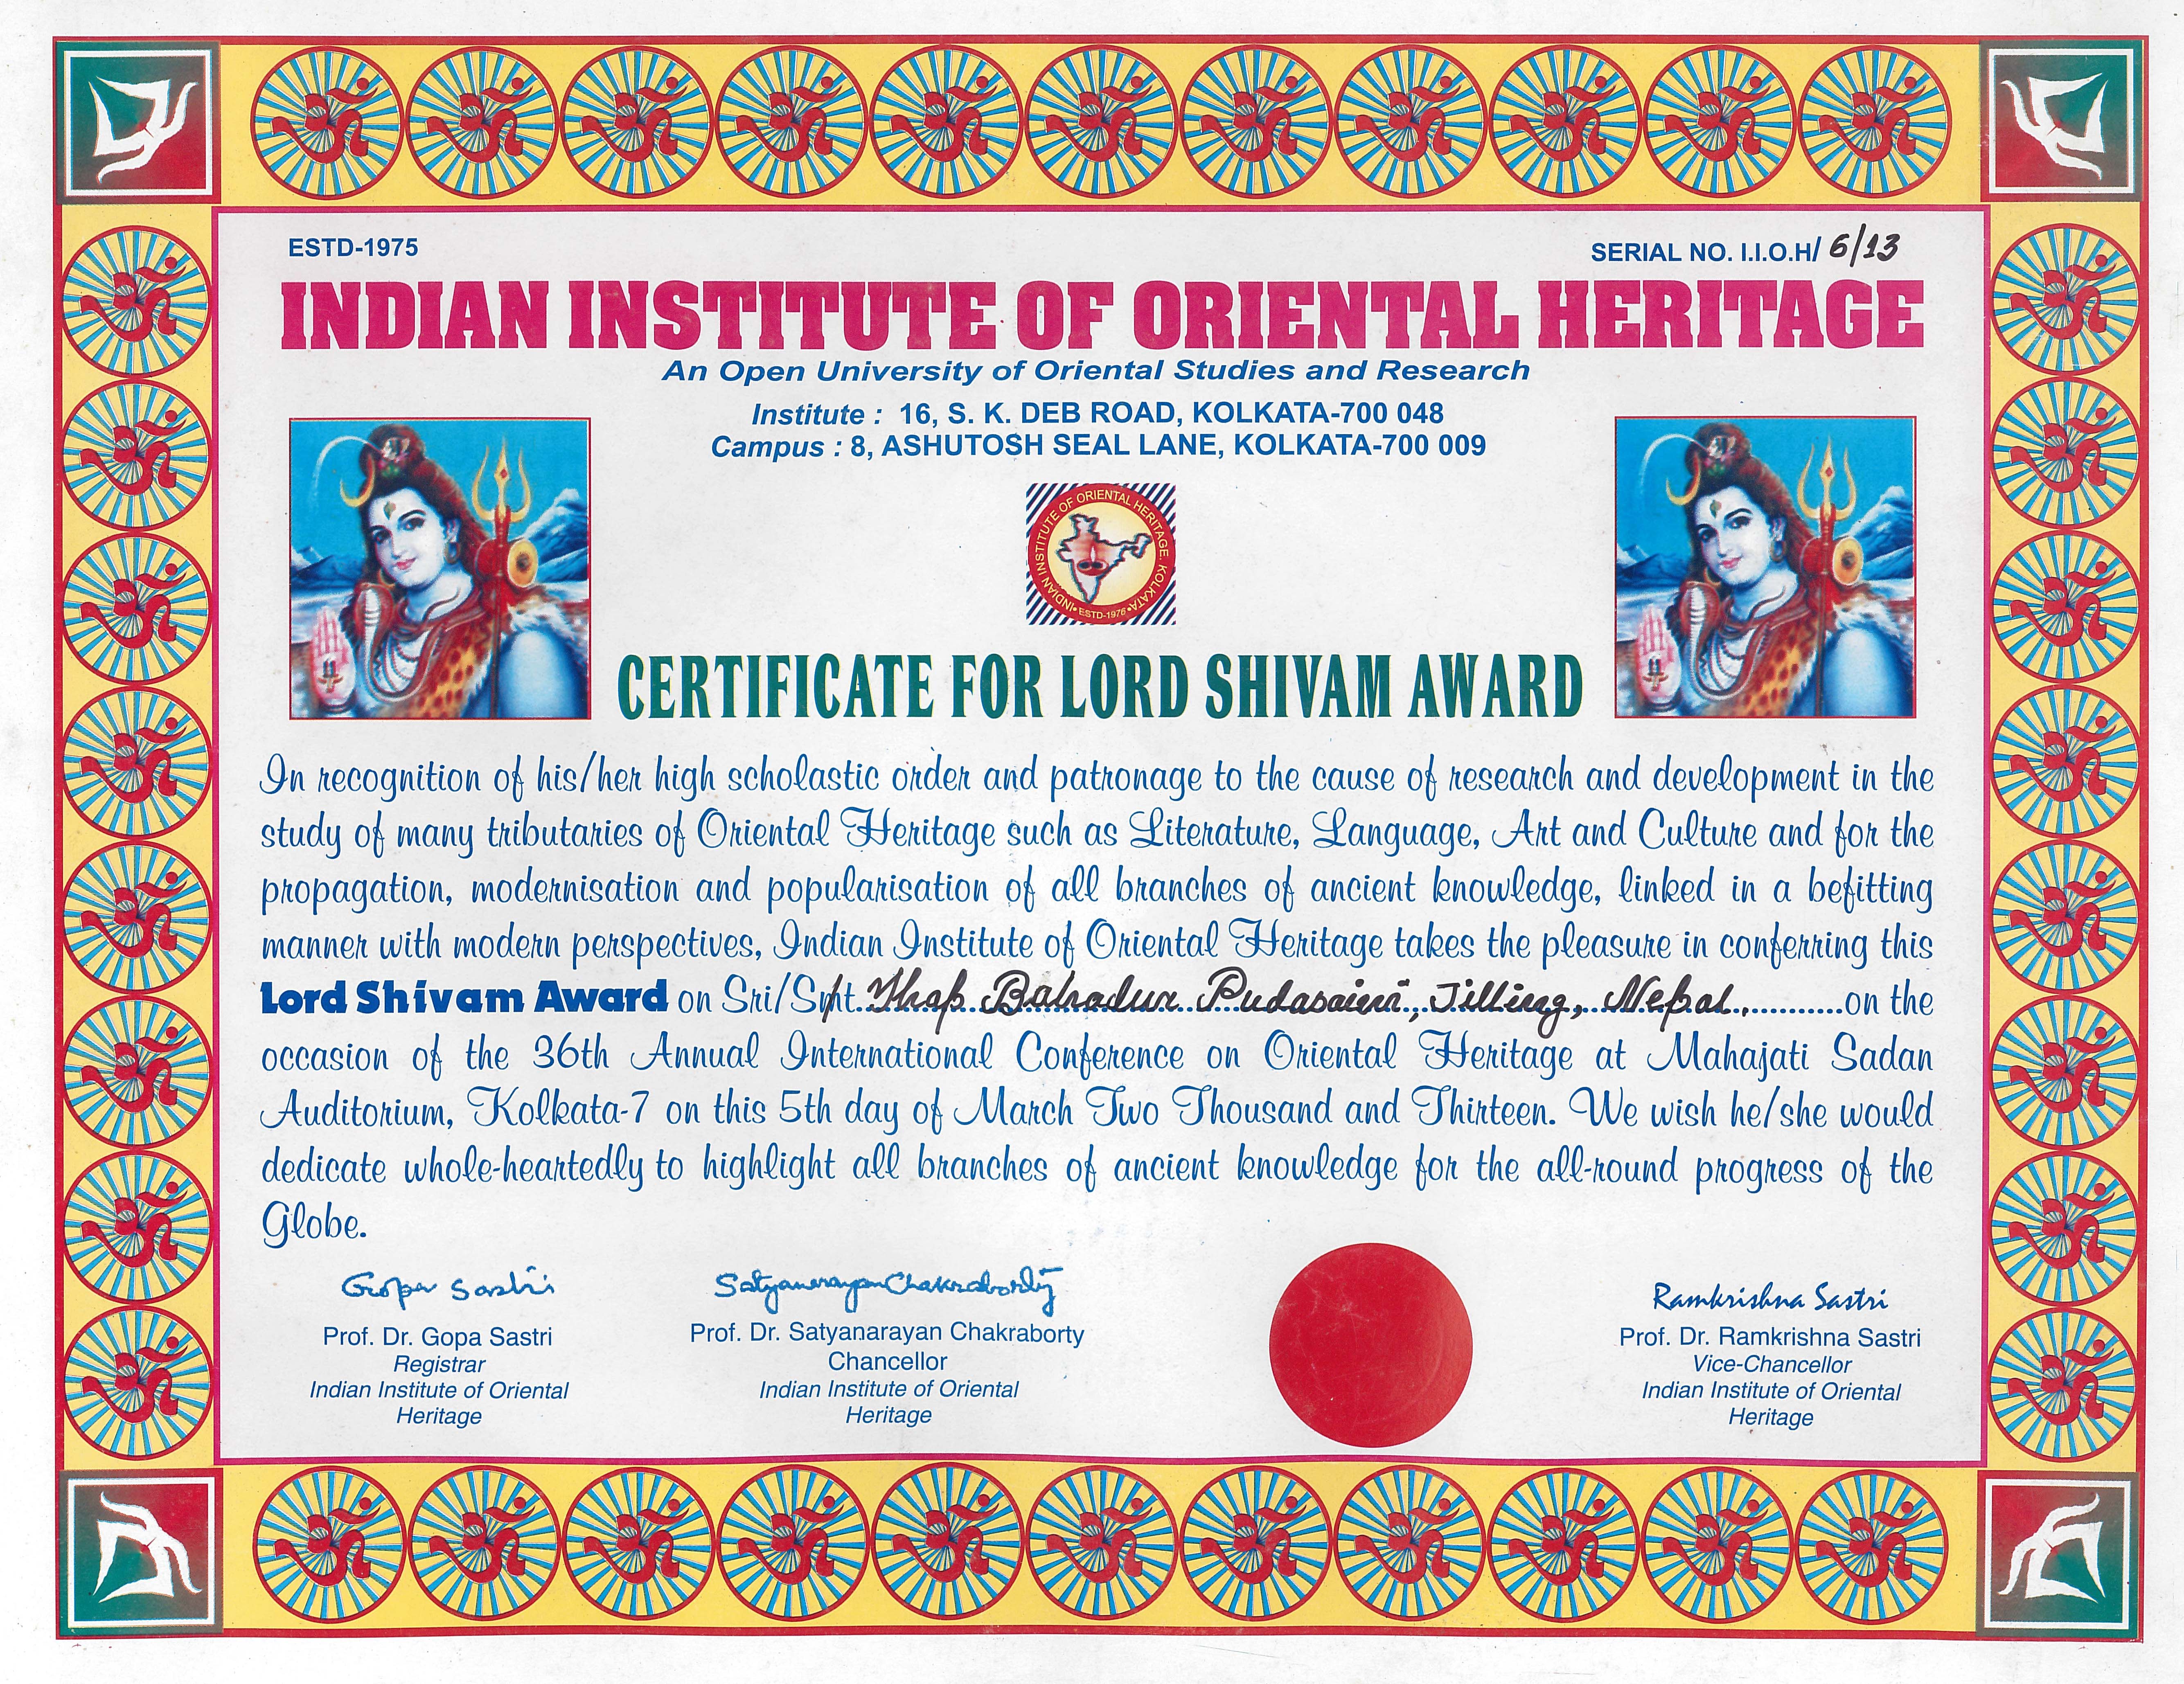 ESTD-1975
SERIAL NO. I.I.O.H/ 6/13
INDIAN INSTITUTE OF ORIENTAL HERITAGE
An Open University of Oriental Studies and Research
Institute : 16, S. K. DEB ROAD, KOLKATA-700 048
Campus : 8, ASHUTOSH SEAL LANE, KOLKATA-700 009
INDIAN INSTITUTE OF ORIENTAL HERITAGE KOLKATA
ESTD-1975
CERTIFICATE FOR LORD SHIVAM AWARD
In recognition of his/her high scholastic order and patronage to the cause of research and development in the
study of many tributaries of Oriental Heritage such as Literature, Language, Art and Culture and for the
propagation, modernisation and popularisation of all branches of ancient knowledge, linked in a befitting
manner with modern perspectives, Indian Institute of Oriental Heritage takes the pleasure in conferring this
Lord Shivam Award on Sri/Smt. Bahadur Pudasaini, Nepal. on the
occasion of the 36th Annual International Conference on Oriental Heritage at Mahajati Sadan
Auditorium, Kolkata-7 on this 5th day of March Two Thousand and Thirteen. We wish he/she would
dedicate whole-heartedly to highlight all branches of ancient knowledge for the all-round progress of the
Globe.
Gopa Sastri
Satyanarayan Chakraborty
Ramkrishna Sastri
Prof. Dr. Gopa Sastri
Registrar
Indian Institute of Oriental
Heritage
Prof. Dr. Satyanarayan Chakraborty
Chancellor
Indian Institute of Oriental
Heritage
Prof. Dr. Ramkrishna Sastri
Vice-Chancellor
Indian Institute of Oriental
Heritage